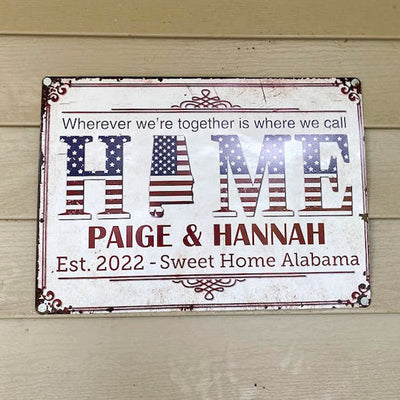 Wherever we're together is where we call
HOME
PAIGE & HANNAH
Est. 2022 - Sweet Home Alabama